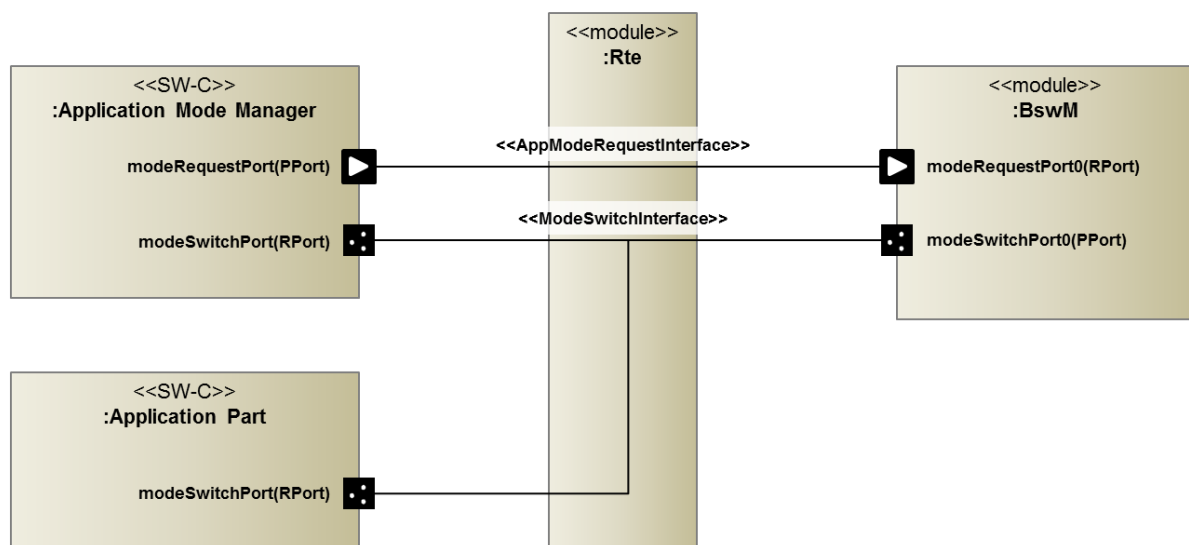 <<module>>
:Rte
<<SW-C>>
:Application Mode Manager
<<module>>
:BswM
<<AppModeRequestInterface>>
modeRequestPort(PPort)
modeRequestPort0(RPort)
<<ModeSwitchInterface>>
modeSwitchPort(RPort)
modeSwitchPort0(PPort)
<<SW-C>>
:Application Part
modeSwitchPort(RPort)